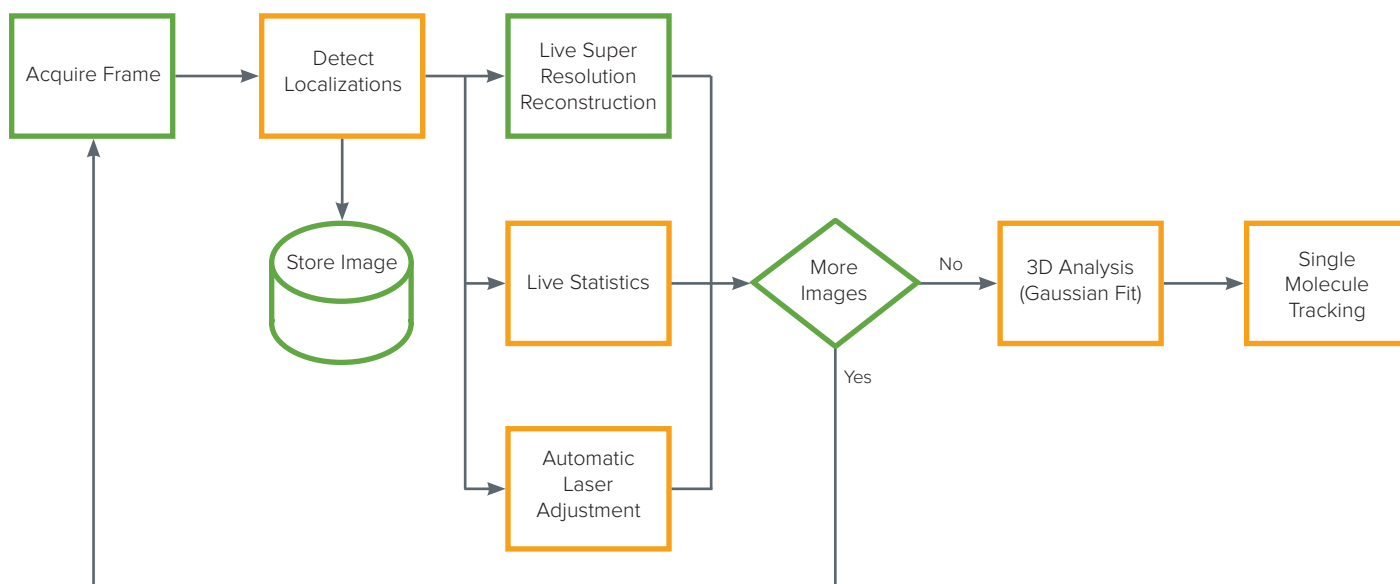 Acquire Frame
Detect
Localizations
Live Super
Resolution
Reconstruction
Store Image
Live Statistics
More
Images
No
3D Analysis
(Gaussian Fit)
Single
Molecule
Tracking
Yes
Automatic
Laser
Adjustment